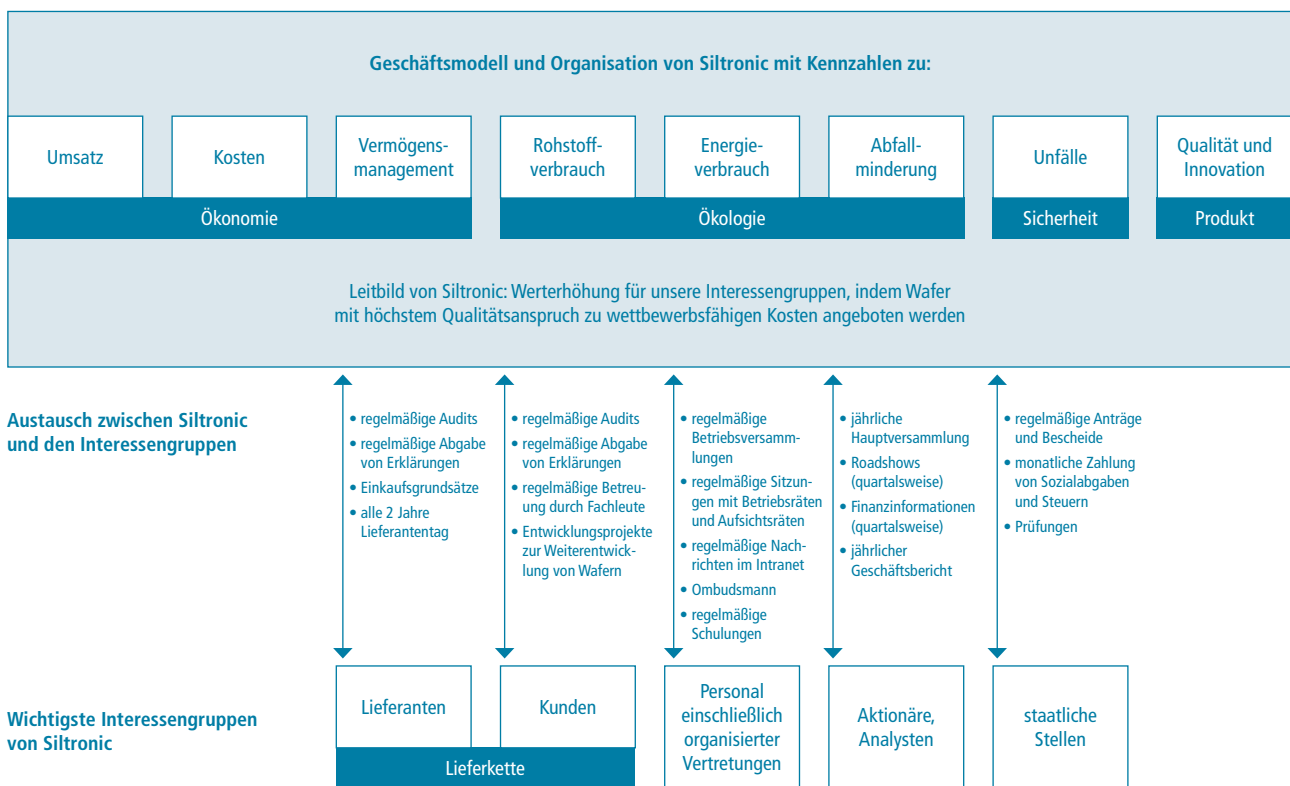 Geschäftsmodell und Organisation von Siltronic mit Kennzahlen zu:
Umsatz
Kosten
Vermögens-
management
Rohstoff-
verbrauch
Energie-
verbrauch
Abfall-
minderung
Unfälle
Qualität und
Innovation
Ökonomie
Ökologie
Sicherheit
Produkt
Leitbild von Siltronic: Werterhöhung für unsere Interessengruppen, indem Wafer
mit höchstem Qualitätsanspruch zu wettbewerbsfähigen Kosten angeboten werden
Austausch zwischen Siltronic
und den Interessengruppen
• regelmäßige Audits
• regelmäßige Abgabe
von Erklärungen
• Einkaufsgrundsätze
• alle 2 Jahre
Lieferantentag
• regelmäßige Audits
• regelmäßige Abgabe
von Erklärungen
• regelmäßige Betreu-
ung durch Fachleute
• Entwicklungsprojekte
zur Weiterentwick-
lung von Wafern
• regelmäßige
Betriebsversamm-
lungen
• regelmäßige Sitzun-
gen mit Betriebsräten
und Aufsichtsräten
• regelmäßige Nach-
richten im Intranet
• Ombudsmann
• regelmäßige
Schulungen
• jährliche
Hauptversammlung
• Roadshows
(quartalsweise)
• Finanzinformationen
(quartalsweise)
• jährlicher
Geschäftsbericht
• regelmäßige Anträge
und Bescheide
• monatliche Zahlung
von Sozialabgaben
und Steuern
• Prüfungen
Wichtigste Interessengruppen
von Siltronic
Lieferanten
Kunden
Lieferkette
Personal
einschließlich
organisierter
Vertretungen
Aktionäre,
Analysten
staatliche
Stellen